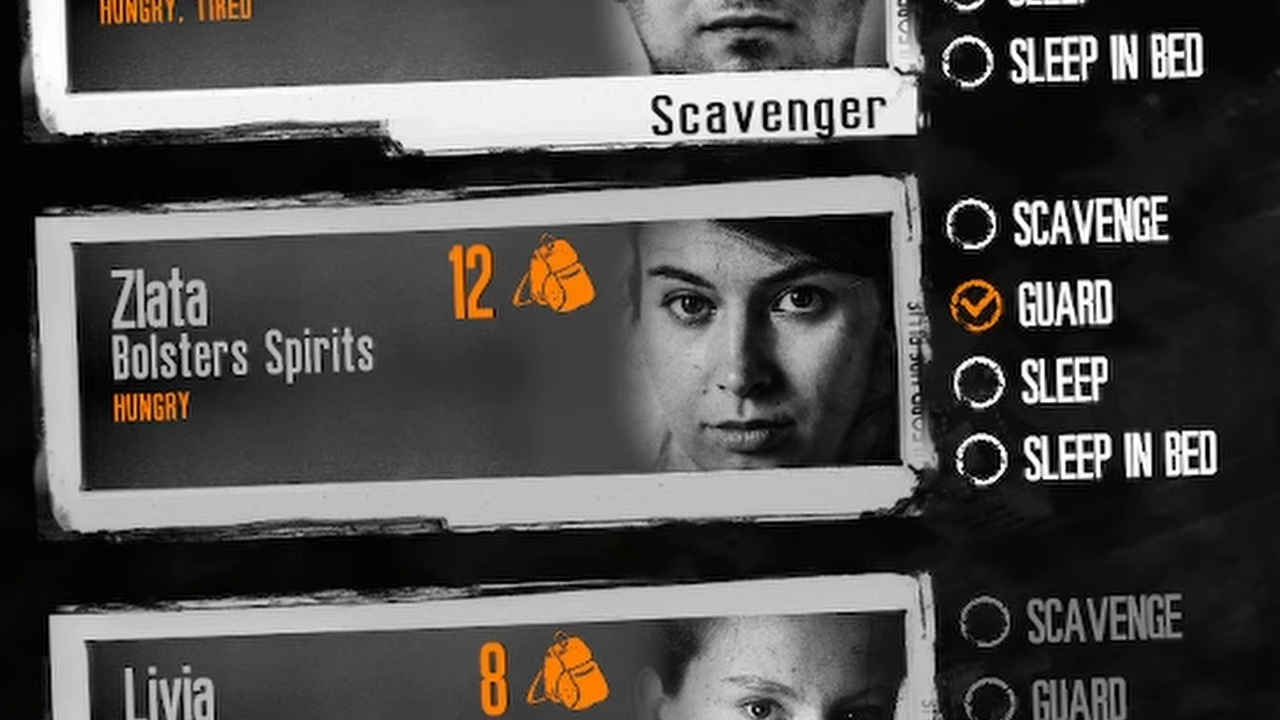 HUNGRY, TIRED
SLEEP
SLEEP IN BED
Scavenger
Zlata
12
Bolsters Spirits
HUNGRY
SCAVENGE
GUARD
SLEEP
SLEEP IN BED
Livia
8
SCAVENGE
GUARD